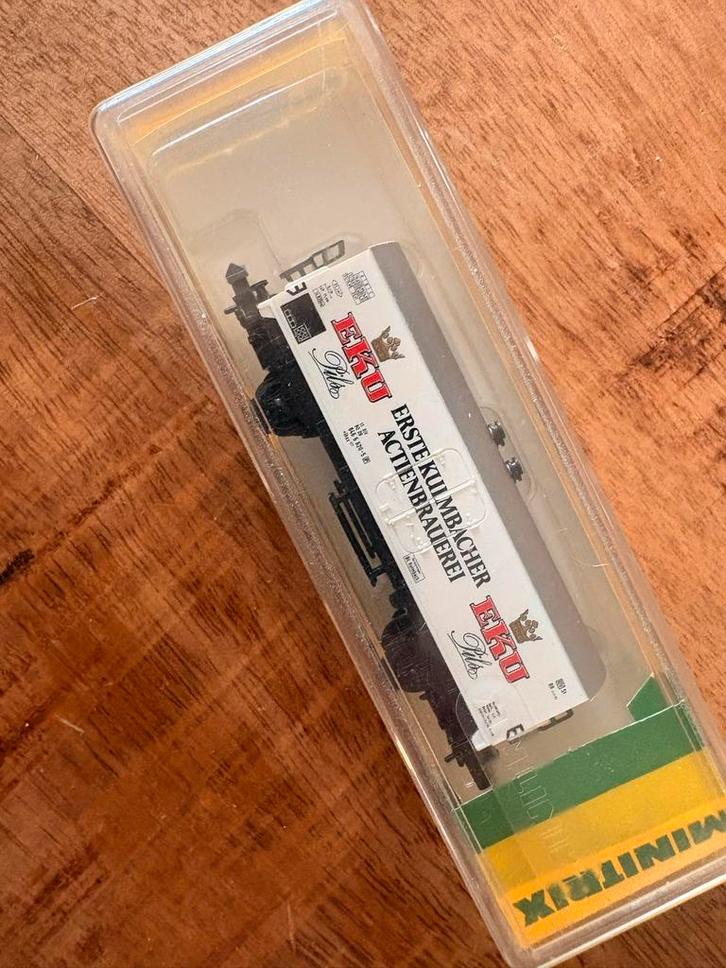 EKU
Pils
ERSTE KULMBACHER
ACTIENBRAUEREI
EKU
Pils
MINITRIX